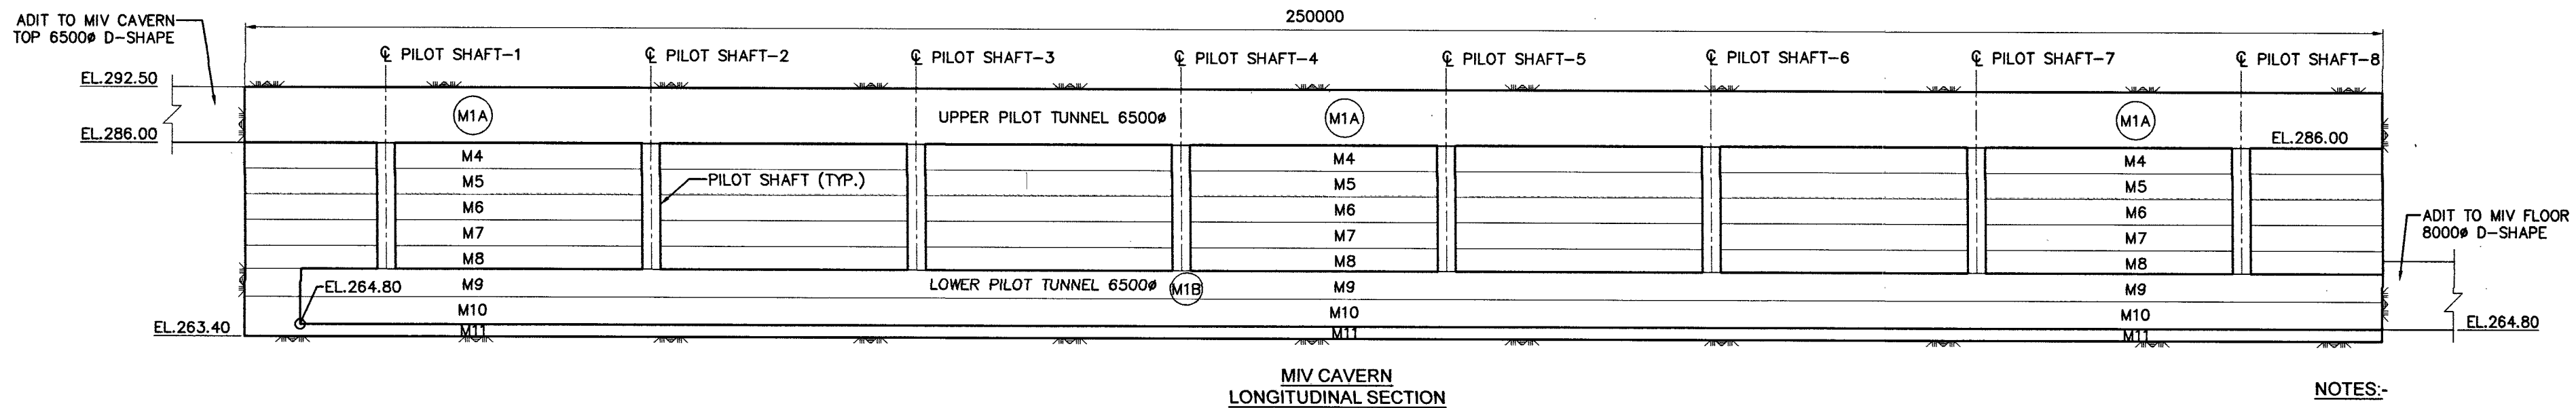 ADIT TO MIV CAVERN
TOP 6500ø D-SHAPE
250000
℄ PILOT SHAFT-1
℄ PILOT SHAFT-2
℄ PILOT SHAFT-3
℄ PILOT SHAFT-4
℄ PILOT SHAFT-5
℄ PILOT SHAFT-6
℄ PILOT SHAFT-7
℄ PILOT SHAFT-8
EL.292.50
M1A
UPPER PILOT TUNNEL 6500ø
M1A
M1A
EL.286.00
EL.286.00
M4
M4
M4
PILOT SHAFT (TYP.)
M5
M5
M5
M6
M6
M6
M7
M7
M7
M8
M8
M8
ADIT TO MIV FLOOR
8000ø D-SHAPE
EL.264.80
M9
LOWER PILOT TUNNEL 6500ø
M1B
M9
M9
M10
M10
M10
EL.263.40
M11
M11
M11
EL.264.80
MIV CAVERN
LONGITUDINAL SECTION
NOTES:-